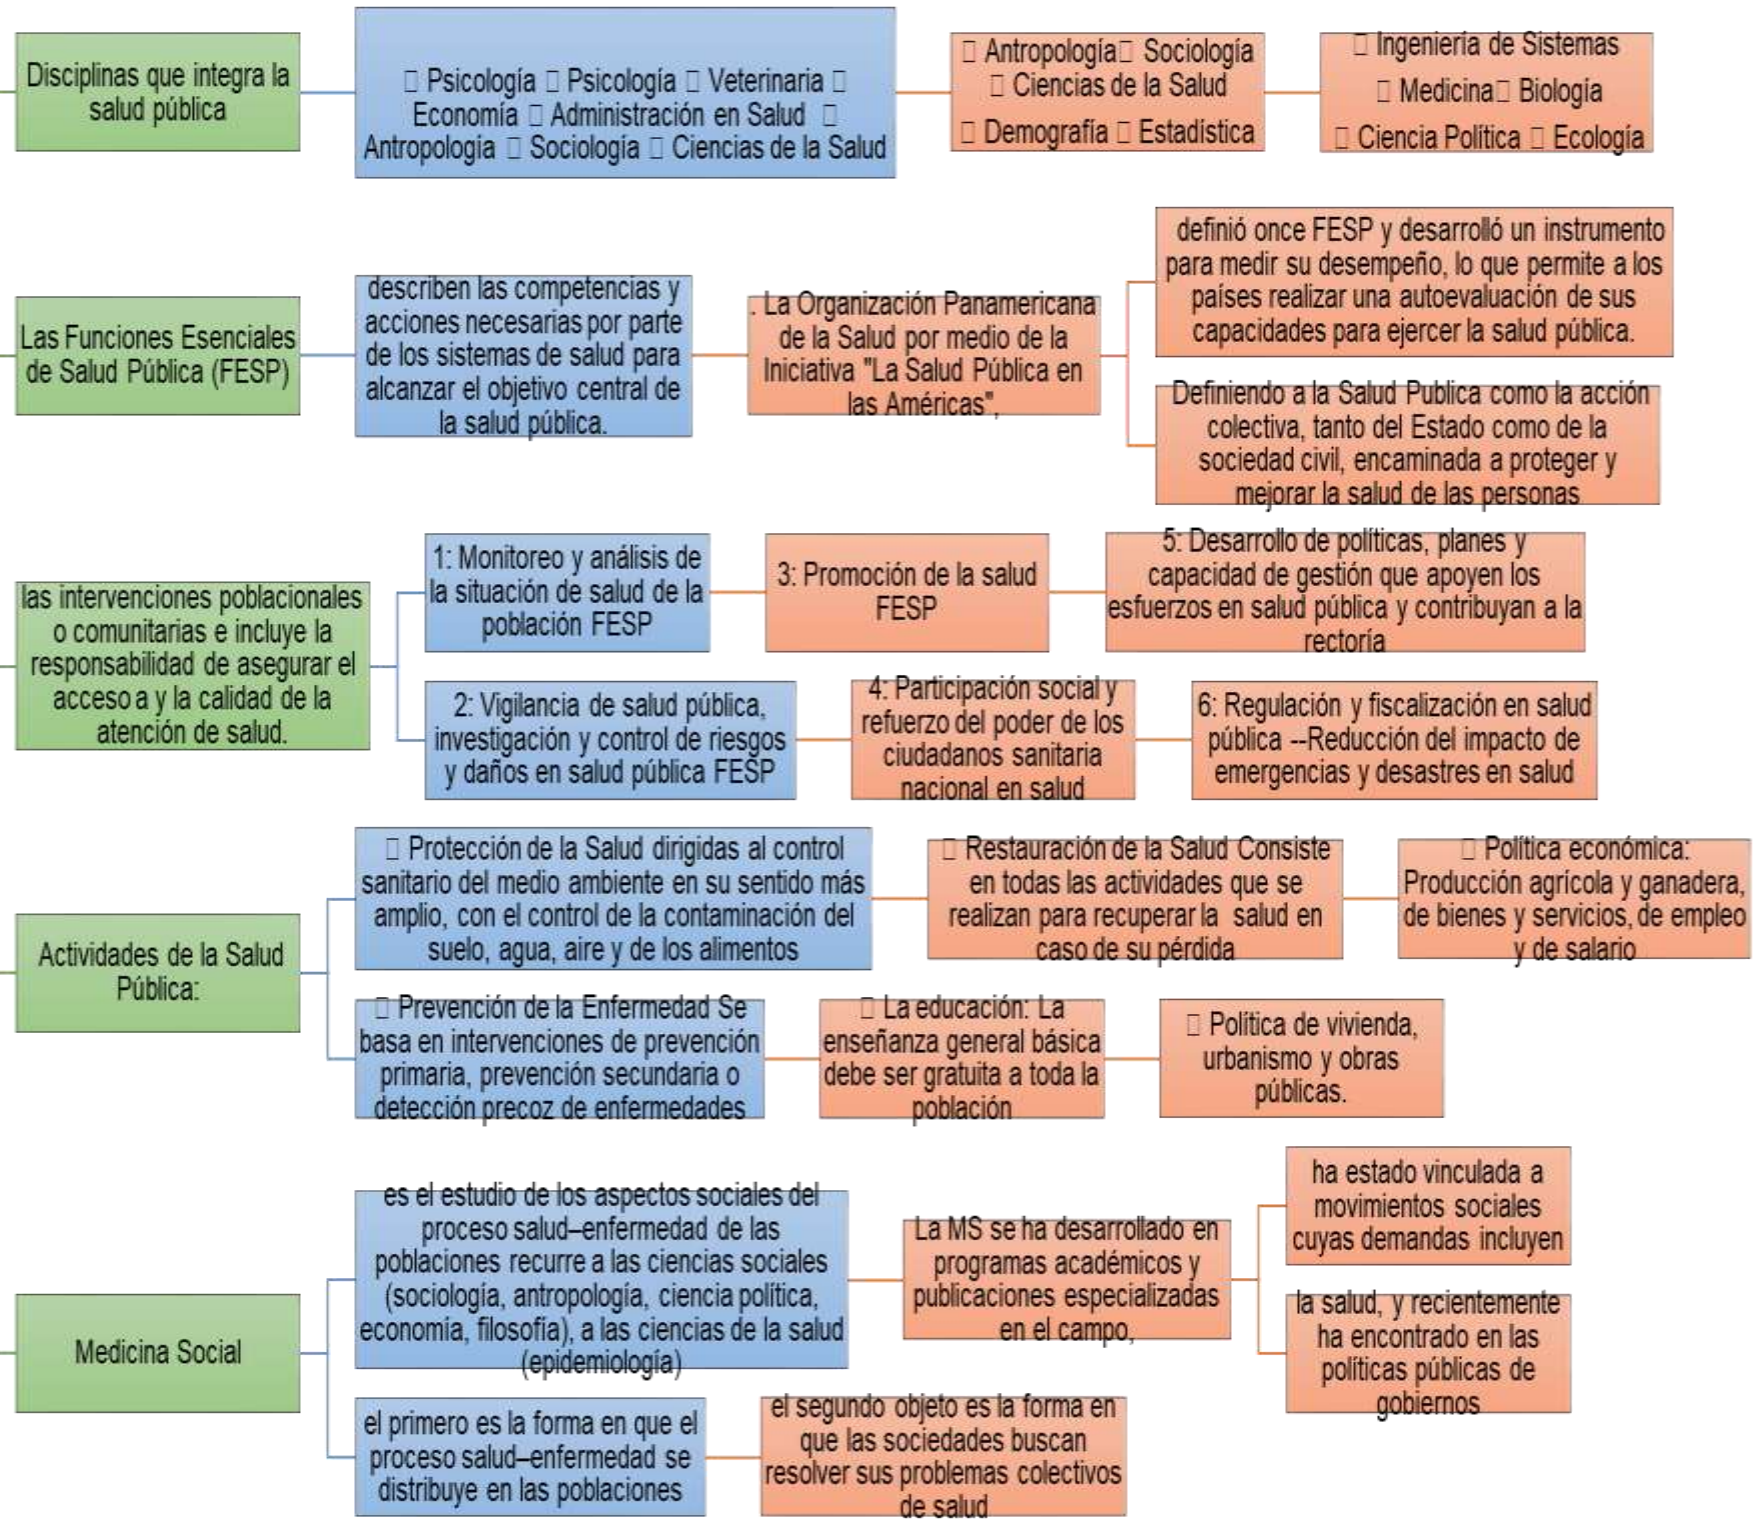 Disciplinas que integra la
salud pública
▯ Psicología ▯ Psicología ▯ Veterinaria ▯
Economía ▯ Administración en Salud ▯
Antropología ▯ Sociología ▯ Ciencias de la Salud
▯ Antropología▯ Sociología
▯ Ciencias de la Salud
▯ Demografía ▯ Estadística
▯ Ingeniería de Sistemas
▯ Medicina▯ Biología
▯ Ciencia Política ▯ Ecología
Las Funciones Esenciales
de Salud Pública (FESP)
describen las competencias y
acciones necesarias por parte
de los sistemas de salud para
alcanzar el objetivo central de
la salud pública.
. La Organización Panamericana
de la Salud por medio de la
Iniciativa "La Salud Pública en
las Américas",
definió once FESP y desarrolló un instrumento
para medir su desempeño, lo que permite a los
países realizar una autoevaluación de sus
capacidades para ejercer la salud pública.
Definiendo a la Salud Publica como la acción
colectiva, tanto del Estado como de la
sociedad civil, encaminada a proteger y
mejorar la salud de las personas
las intervenciones poblacionales
o comunitarias e incluye la
responsabilidad de asegurar el
acceso a y la calidad de la
atención de salud.
1: Monitoreo y análisis de
la situación de salud de la
población FESP
3: Promoción de la salud
FESP
5: Desarrollo de políticas, planes y
capacidad de gestión que apoyen los
esfuerzos en salud pública y contribuyan a la
rectoría
2: Vigilancia de salud pública,
investigación y control de riesgos
y daños en salud pública FESP
4: Participación social y
refuerzo del poder de los
ciudadanos sanitaria
nacional en salud
6: Regulación y fiscalización en salud
pública --Reducción del impacto de
emergencias y desastres en salud
Actividades de la Salud
Pública:
▯ Protección de la Salud dirigidas al control
sanitario del medio ambiente en su sentido más
amplio, con el control de la contaminación del
suelo, agua, aire y de los alimentos
▯ Restauración de la Salud Consiste
en todas las actividades que se
realizan para recuperar la salud en
caso de su pérdida
▯ Política económica:
Producción agrícola y ganadera,
de bienes y servicios, de empleo
y de salario
▯ Prevención de la Enfermedad Se
basa en intervenciones de prevención
primaria, prevención secundaria o
detección precoz de enfermedades
▯ La educación: La
enseñanza general básica
debe ser gratuita a toda la
población
▯ Política de vivienda,
urbanismo y obras
públicas.
Medicina Social
es el estudio de los aspectos sociales del
proceso salud–enfermedad de las
poblaciones recurre a las ciencias sociales
(sociología, antropología, ciencia política,
economía, filosofía), a las ciencias de la salud
(epidemiología)
La MS se ha desarrollado en
programas académicos y
publicaciones especializadas
en el campo,
ha estado vinculada a
movimientos sociales
cuyas demandas incluyen
la salud, y recientemente
ha encontrado en las
políticas públicas de
gobiernos
el primero es la forma en que el
proceso salud–enfermedad se
distribuye en las poblaciones
el segundo objeto es la forma en
que las sociedades buscan
resolver sus problemas colectivos
de salud